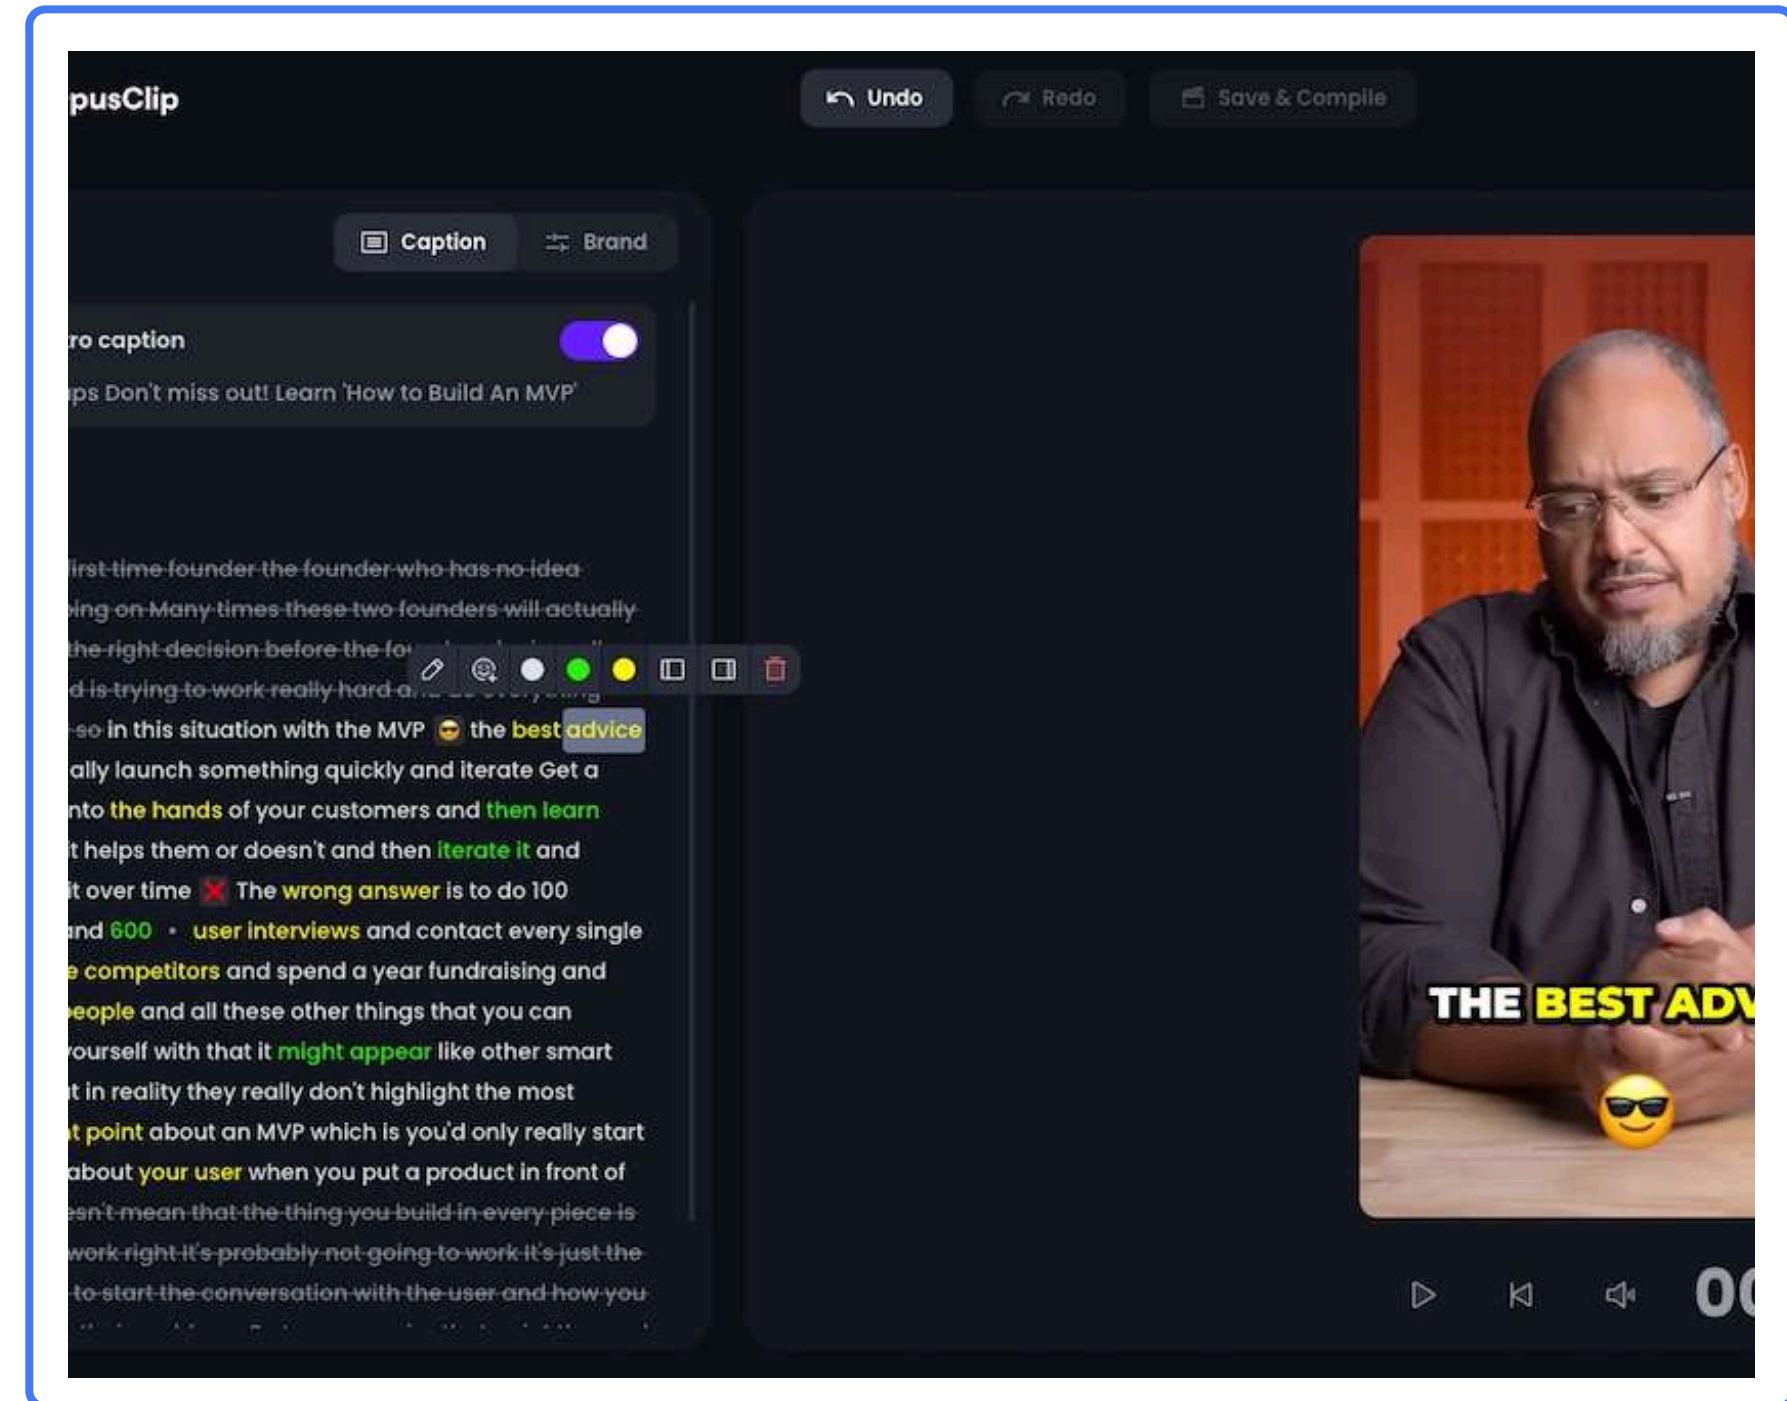 pusClip
Undo
Redo
Save & Compile
Caption
Brand
ro caption
ps Don't miss out! Learn 'How to Build An MVP'
irst time founder the founder who has no idea
ing on Many times these two founders will actually
the right decision before the
d is trying to work really hard
so in this situation with the MVP 😎 the best advice
ally launch something quickly and iterate Get a
nto the hands of your customers and then learn
t helps them or doesn't and then iterate it and
it over time ❌ The wrong answer is to do 100
nd 600 • user interviews and contact every single
e competitors and spend a year fundraising and
people and all these other things that you can
ourself with that it might appear like other smart
t in reality they really don't highlight the most
t point about an MVP which is you'd only really start
about your user when you put a product in front of
esn't mean that the thing you build in every piece is
work right It's probably not going to work It's just the
to start the conversation with the user and how you
THE BEST ADV
00